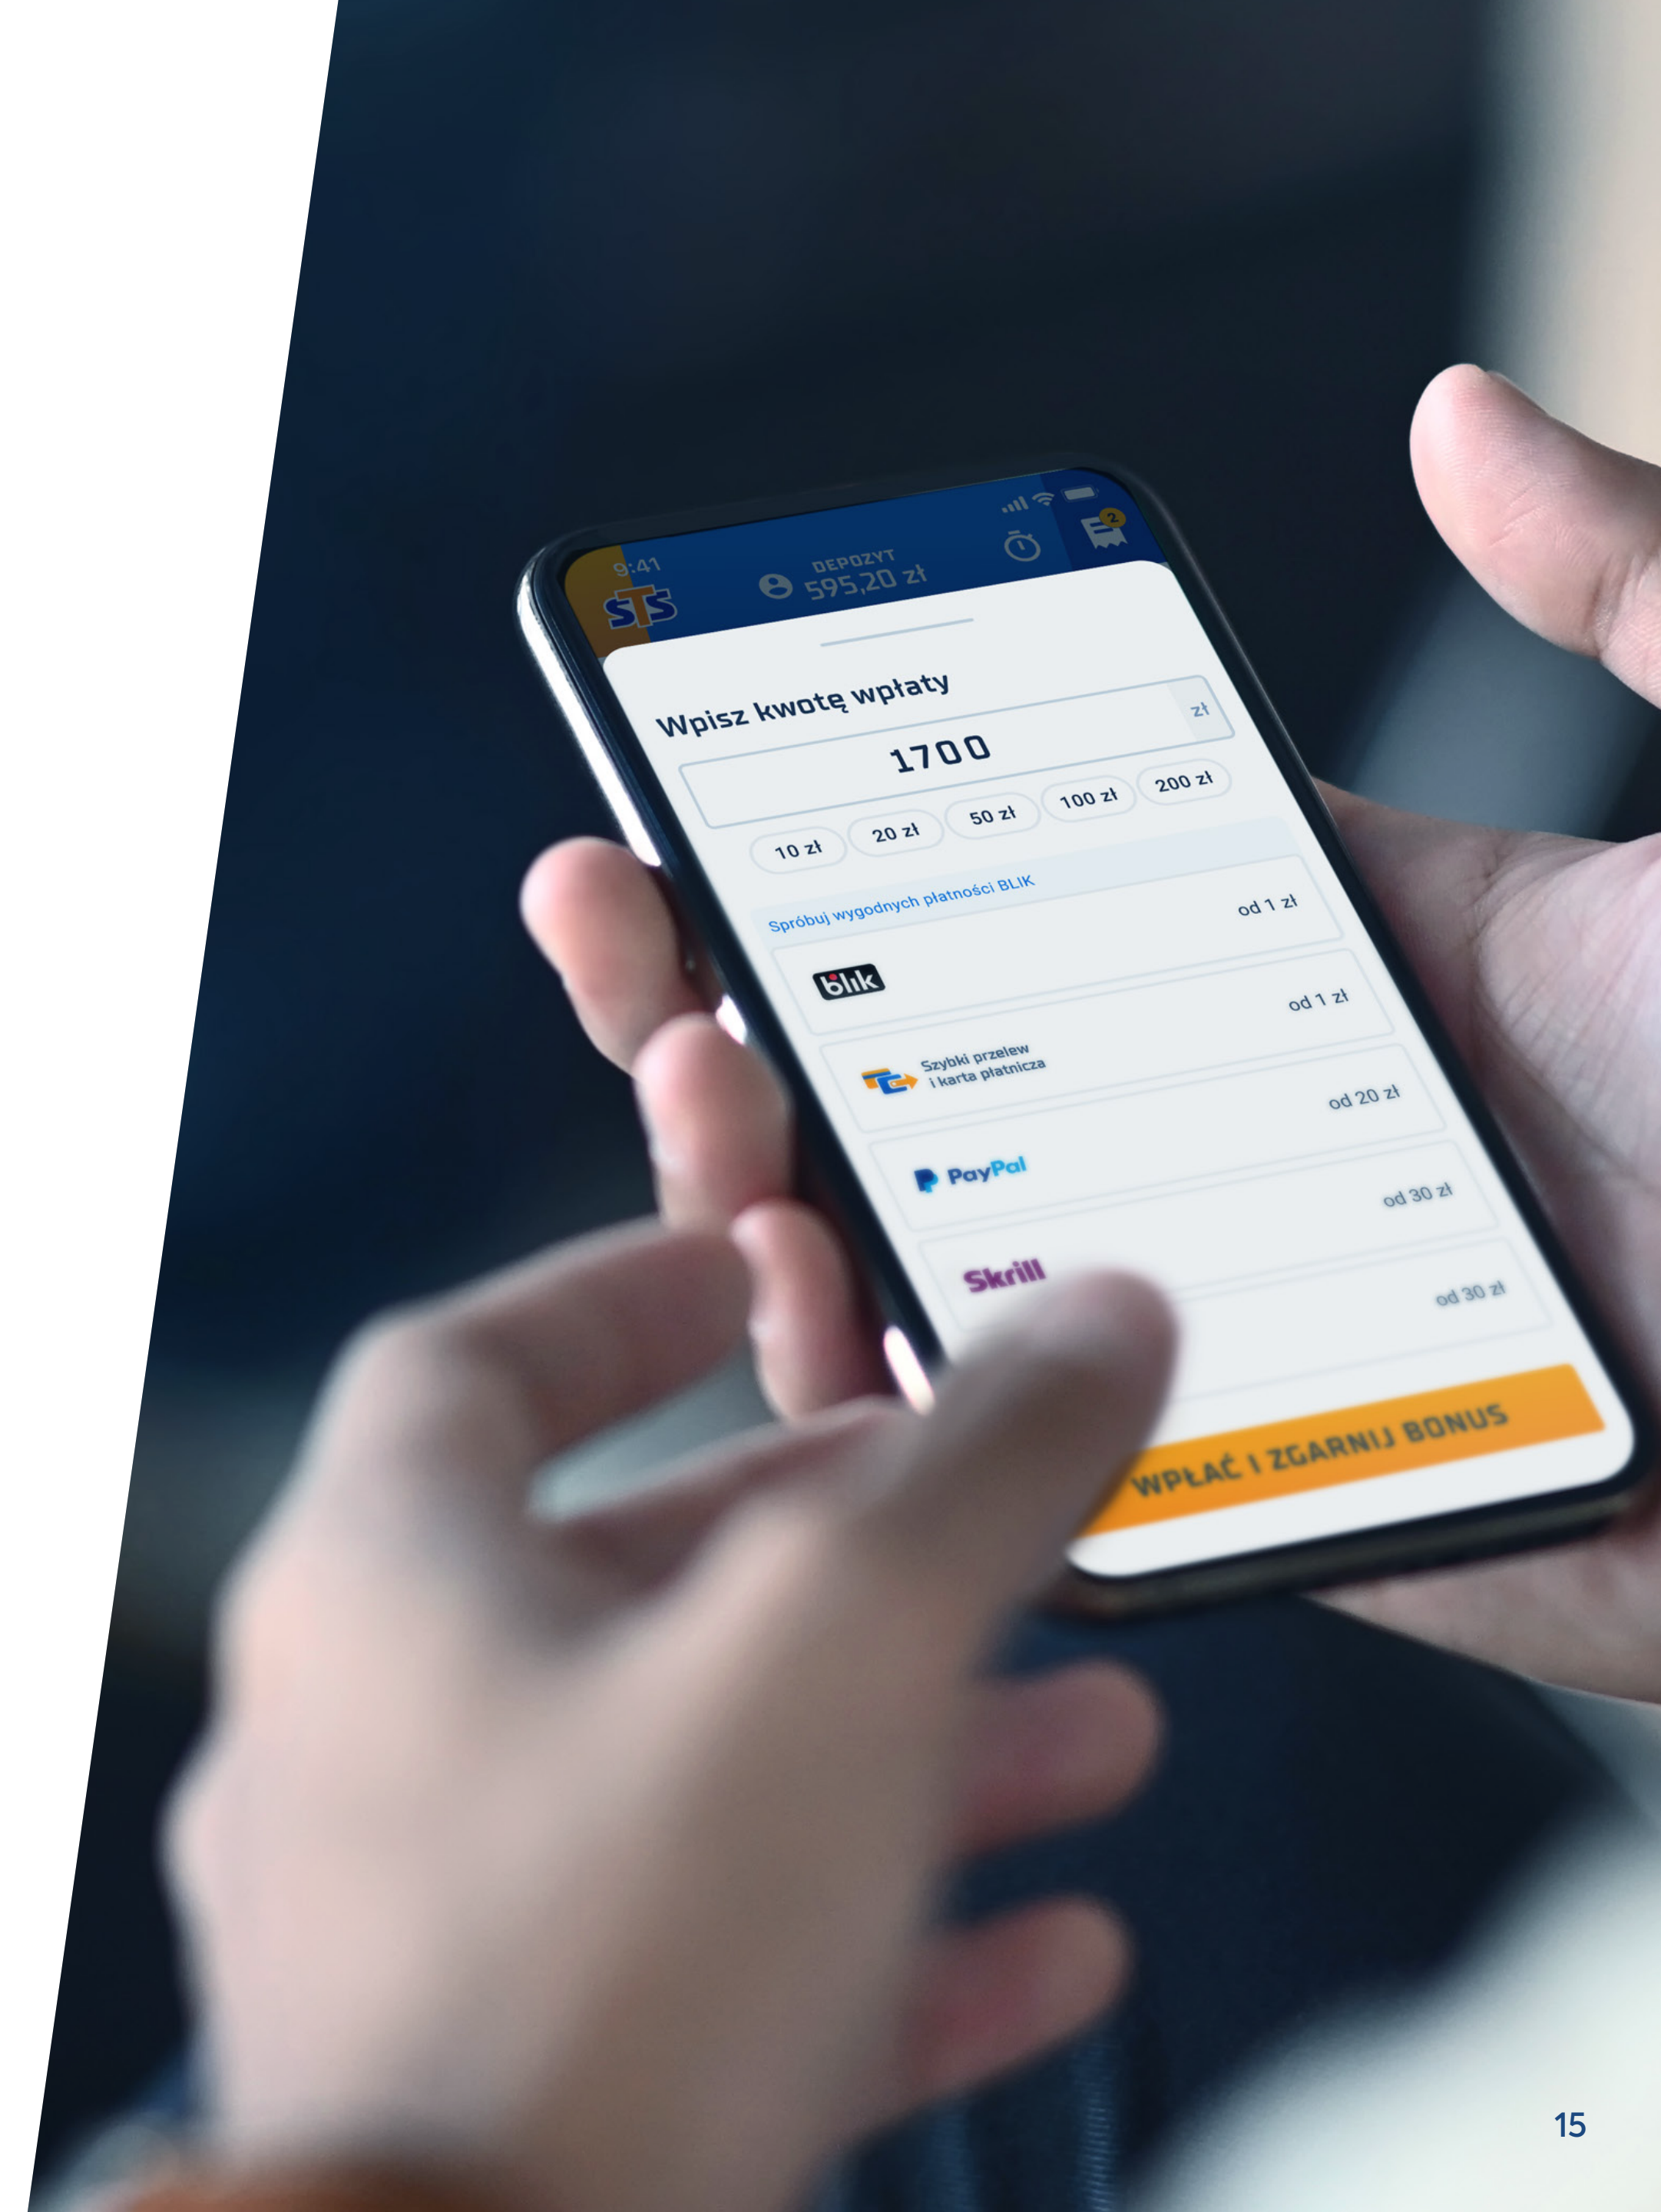 9:41
STS
DEPOZYT
595,20 zł
2
Wpisz kwotę wpłaty
1700
zł
10 zł
20 zł
50 zł
100 zł
200 zł
Spróbuj wygodnych płatności BLIK
blik
od 1 zł
Szybki przelew
i karta płatnicza
od 1 zł
PayPal
od 20 zł
Skrill
od 30 zł
od 30 zł
WPŁAĆ I ZGARNIJ BONUS
15